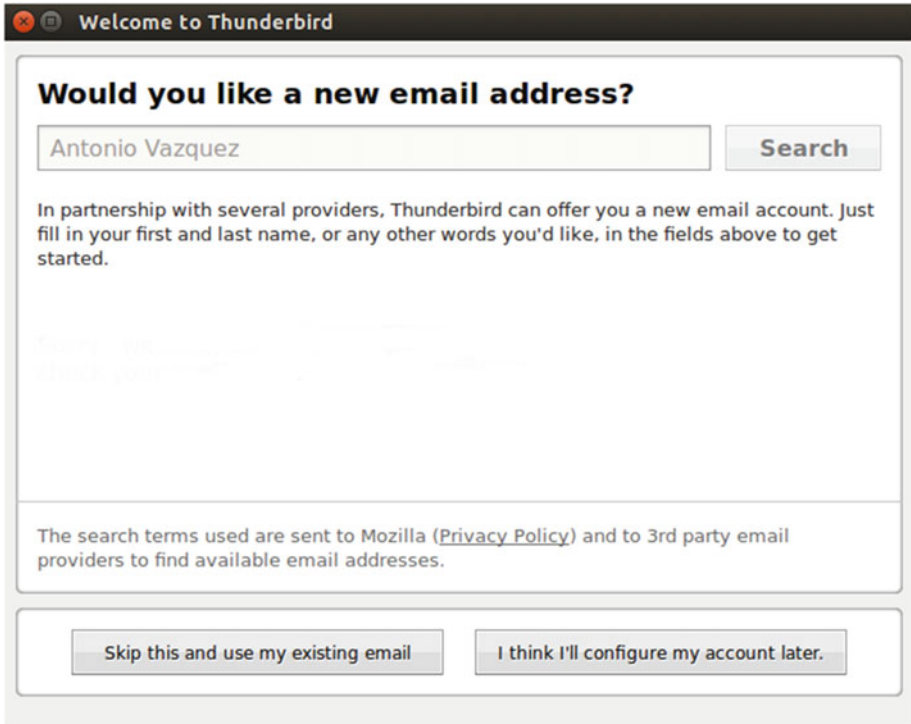 Welcome to Thunderbird
Would you like a new email address?
Antonio Vazquez
Search
In partnership with several providers, Thunderbird can offer you a new email account. Just
fill in your first and last name, or any other words you'd like, in the fields above to get
started.
The search terms used are sent to Mozilla (Privacy Policy) and to 3rd party email
providers to find available email addresses.
Skip this and use my existing email
I think I'll configure my account later.